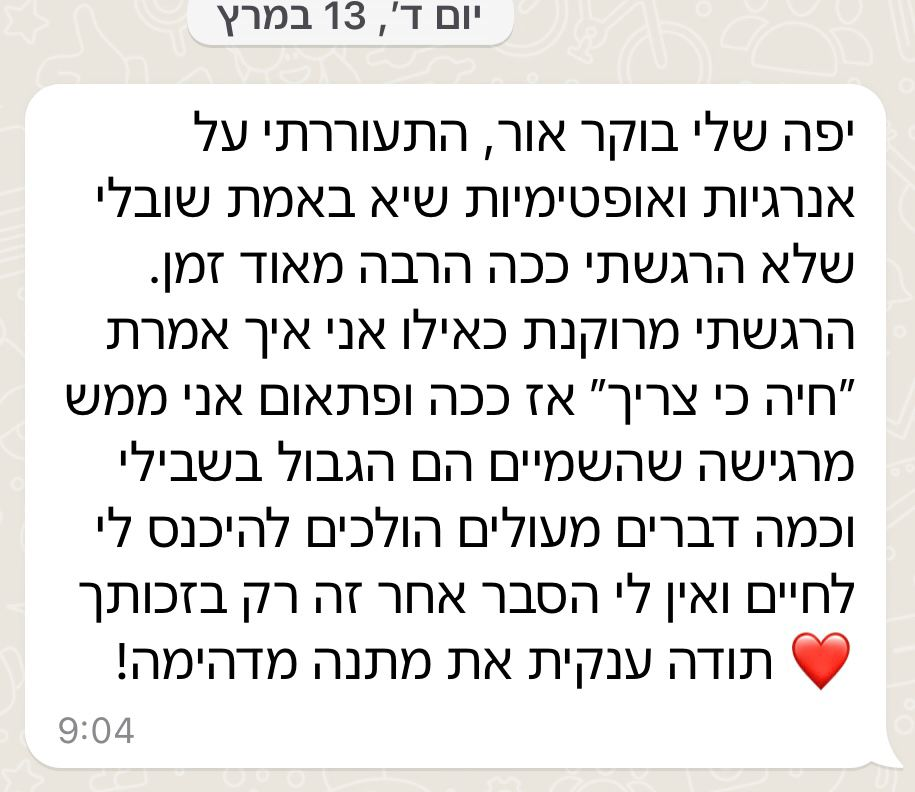 יום ד׳, 13 במרץ
יפה שלי בוקר אור, התעוררתי על
אנרגיות ואופטימיות שיא באמת שובלי
שלא הרגשתי ככה הרבה מאוד זמן.
הרגשתי מרוקנת כאילו אני איך אמרת
״חיה כי צריך״ אז ככה ופתאום אני ממש
מרגישה שהשמיים הם הגבול בשבילי
וכמה דברים מעולים הולכים להיכנס לי
לחיים ואין לי הסבר אחר זה רק בזכותך
❤️ תודה ענקית את מתנה מדהימה!
9:04